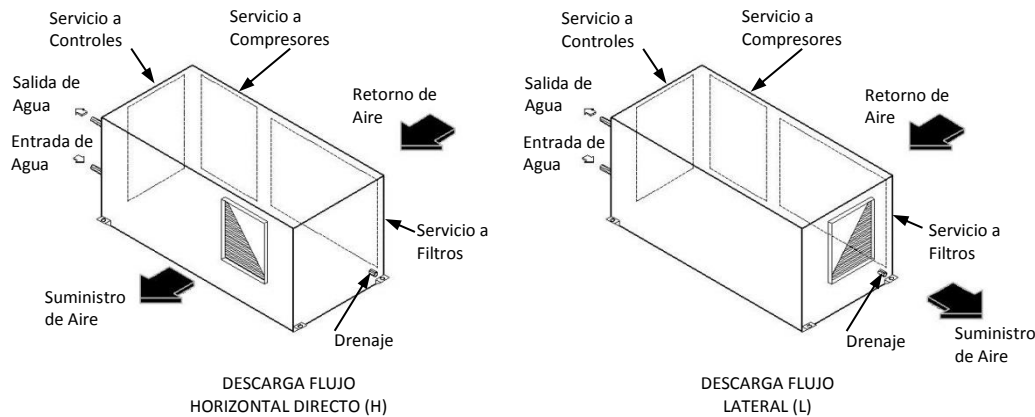 Servicio a
Controles
Servicio a
Compresores
Salida de
Agua
Retorno de
Aire
Entrada de
Agua
Servicio a
Filtros
Suministro
de Aire
Drenaje
DESCARGA FLUJO
HORIZONTAL DIRECTO (H)
Servicio a
Controles
Servicio a
Compresores
Salida de
Agua
Retorno de
Aire
Entrada de
Agua
Servicio a
Filtros
Suministro
de Aire
Drenaje
DESCARGA FLUJO
LATERAL (L)